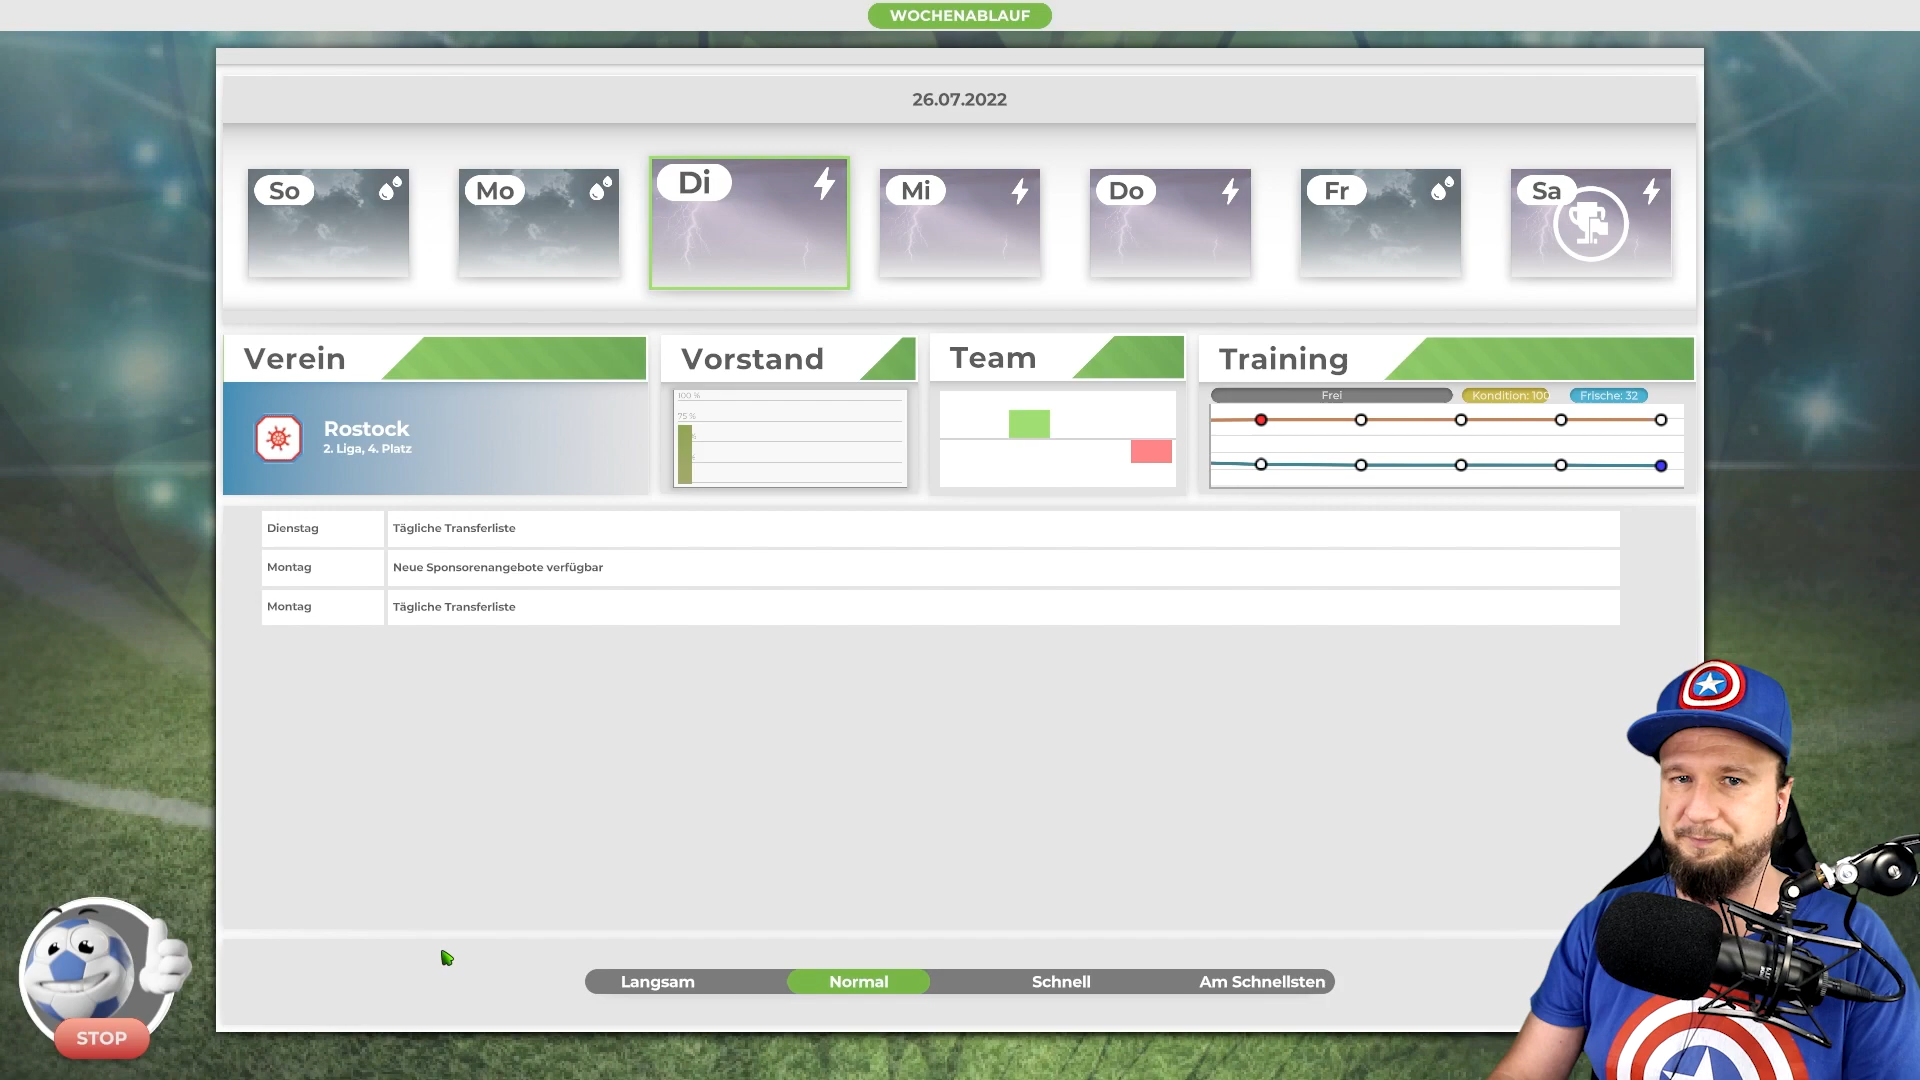 WOCHENABLAUF
26.07.2022
So
Mo
Di
Mi
Do
Fr
Sa
Verein
Vorstand
Team
Training
Rostock
2. Liga, 4. Platz
100 %
75 %
Frei
Kondition: 100
Frische: 32
Dienstag
Tägliche Transferliste
Montag
Neue Sponsorenangebote verfügbar
Montag
Tägliche Transferliste
Langsam
Normal
Schnell
Am Schnellsten
STOP